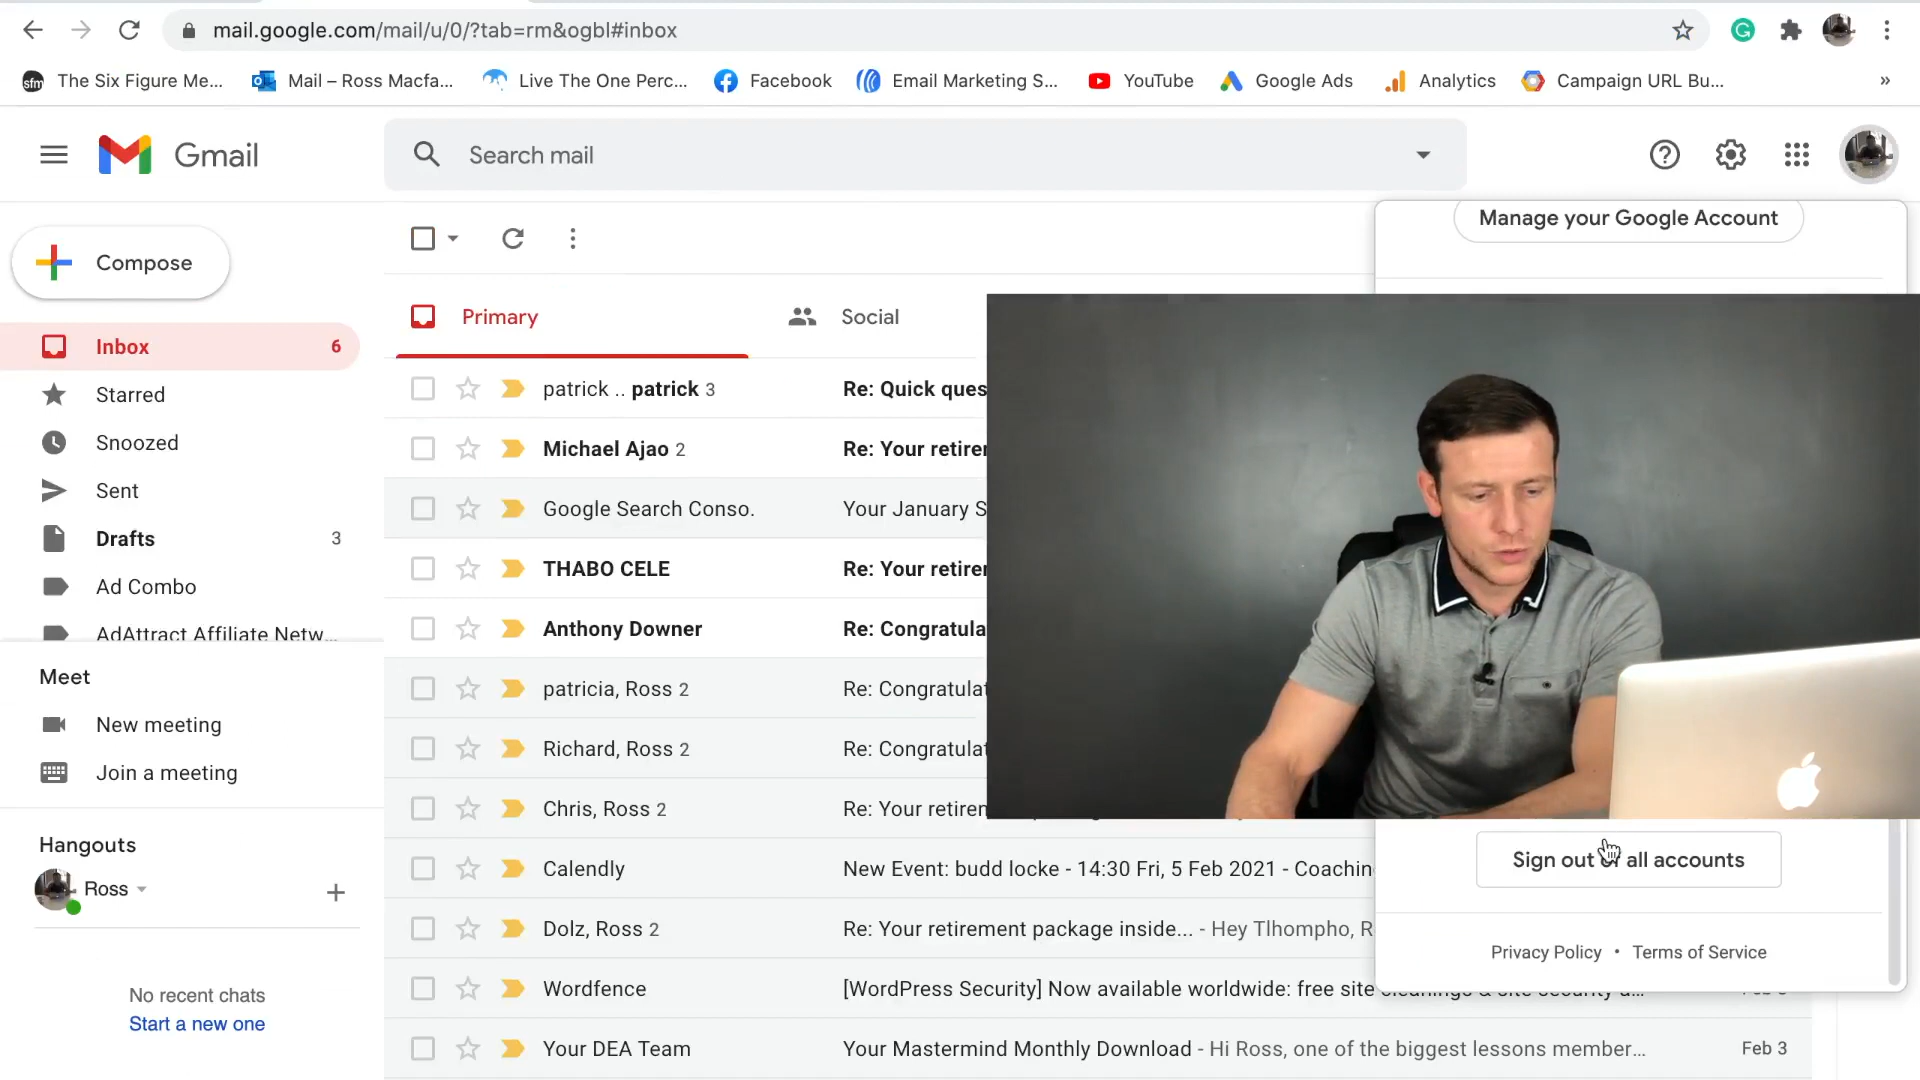 mail.google.com/mail/u/0/?tab=rm&ogbl#inbox
sfm The Six Figure Me... Mail – Ross Macfa... Live The One Perc... Facebook Email Marketing S... YouTube Google Ads Analytics Campaign URL Bu... »
Gmail
Search mail
Manage your Google Account
Compose
Primary
Social
Inbox 6
Starred
Snoozed
Sent
Drafts 3
Ad Combo
AdAttract Affiliate Netw...
Meet
New meeting
Join a meeting
Hangouts
Ross
No recent chats
Start a new one
patrick .. patrick 3 Re: Quick ques
Michael Ajao 2 Re: Your retirer
Google Search Conso. Your January S
THABO CELE Re: Your retirer
Anthony Downer Re: Congratula
patricia, Ross 2 Re: Congratulat
Richard, Ross 2 Re: Congratulat
Chris, Ross 2 Re: Your retiren
Calendly New Event: budd locke - 14:30 Fri, 5 Feb 2021 - Coachin
Dolz, Ross 2 Re: Your retirement package inside... - Hey Tlhompho, R
Wordfence [WordPress Security] Now available worldwide: free site
Your DEA Team Your Mastermind Monthly Download - Hi Ross, one of the biggest lessons member... Feb 3
Sign out of all accounts
Privacy Policy • Terms of Service